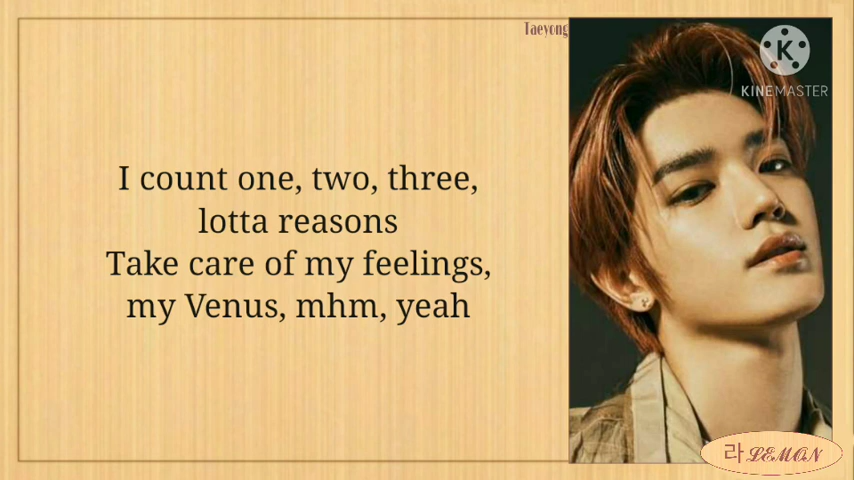 Taeyong
K
KINEMASTER
I count one, two, three,
lotta reasons
Take care of my feelings,
my Venus, mhm, yeah
라 LEMON